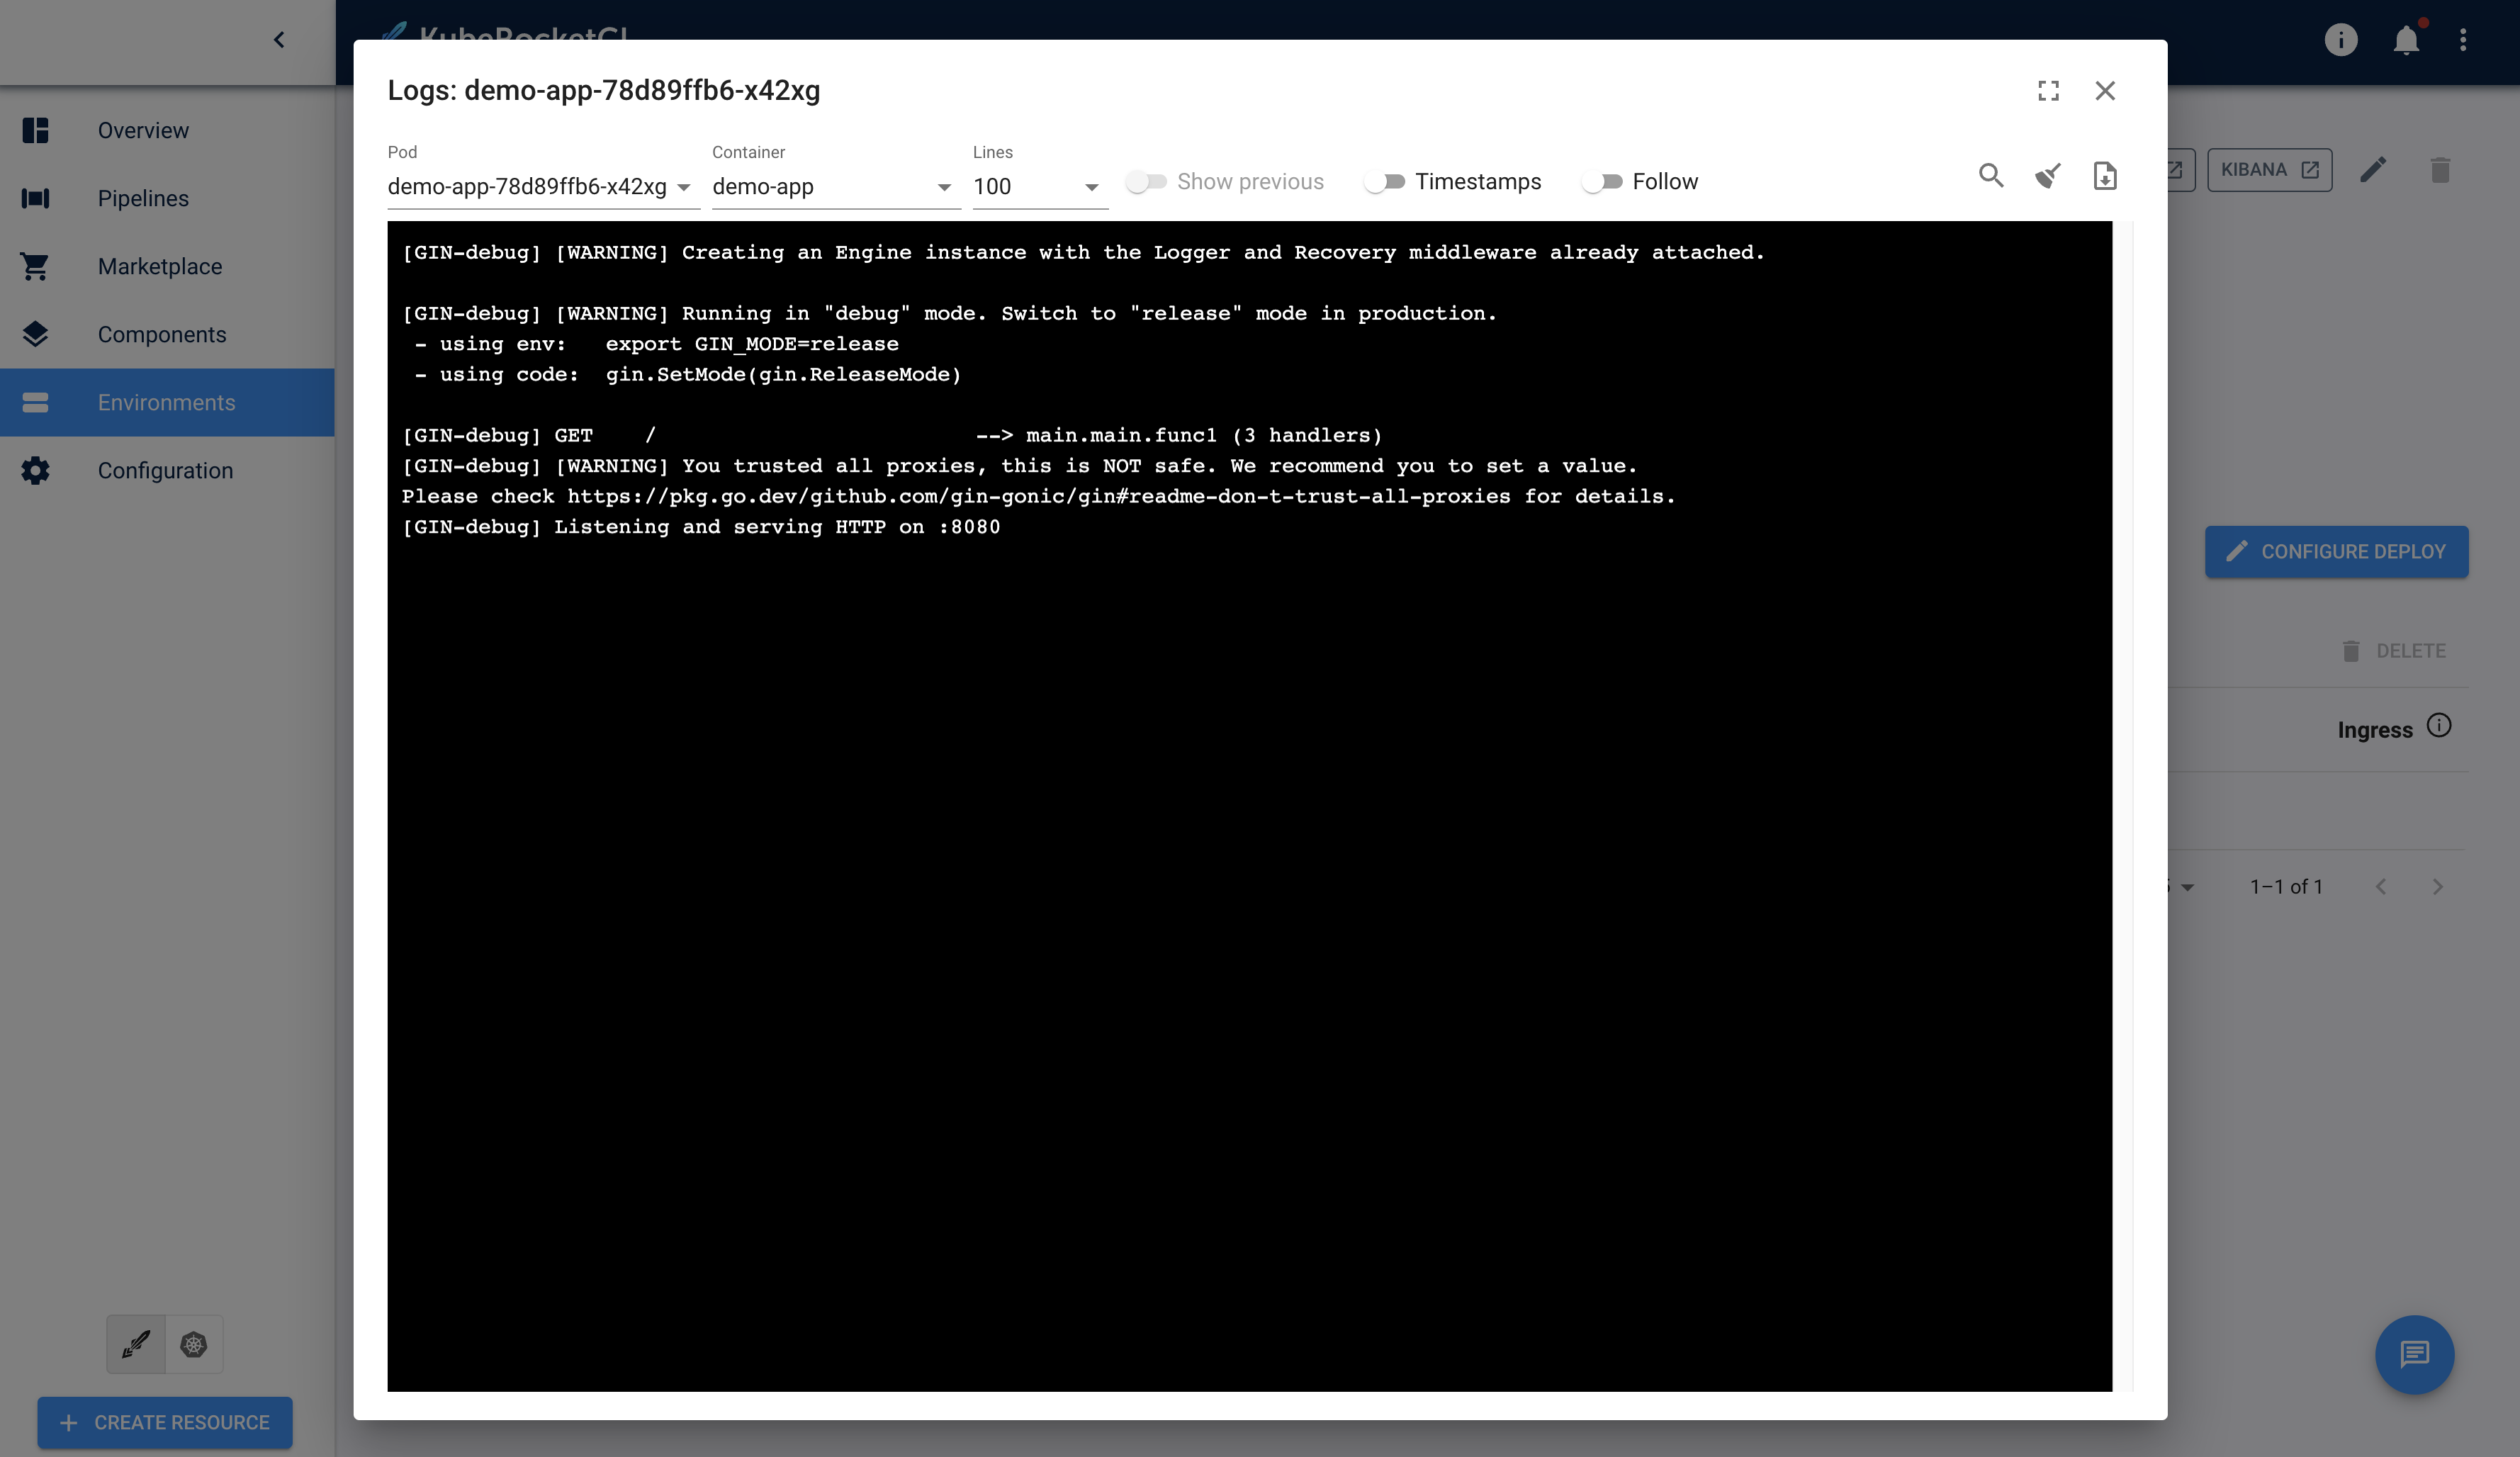 KubeRocketCI
Logs: demo-app-78d89ffb6-x42xg
Overview
Pipelines
Marketplace
Components
Environments
Configuration
CREATE RESOURCE
Pod
demo-app-78d89ffb6-x42xg
Container
demo-app
Lines
100
Show previous
Timestamps
Follow
[GIN-debug] [WARNING] Creating an Engine instance with the Logger and Recovery middleware already attached.
[GIN-debug] [WARNING] Running in "debug" mode. Switch to "release" mode in production.
- using env:   export GIN_MODE=release
- using code:  gin.SetMode(gin.ReleaseMode)
[GIN-debug] GET    /                         --> main.main.func1 (3 handlers)
[GIN-debug] [WARNING] You trusted all proxies, this is NOT safe. We recommend you to set a value.
Please check https://pkg.go.dev/github.com/gin-gonic/gin#readme-don-t-trust-all-proxies for details.
[GIN-debug] Listening and serving HTTP on :8080
KIBANA
CONFIGURE DEPLOY
DELETE
Ingress
1–1 of 1